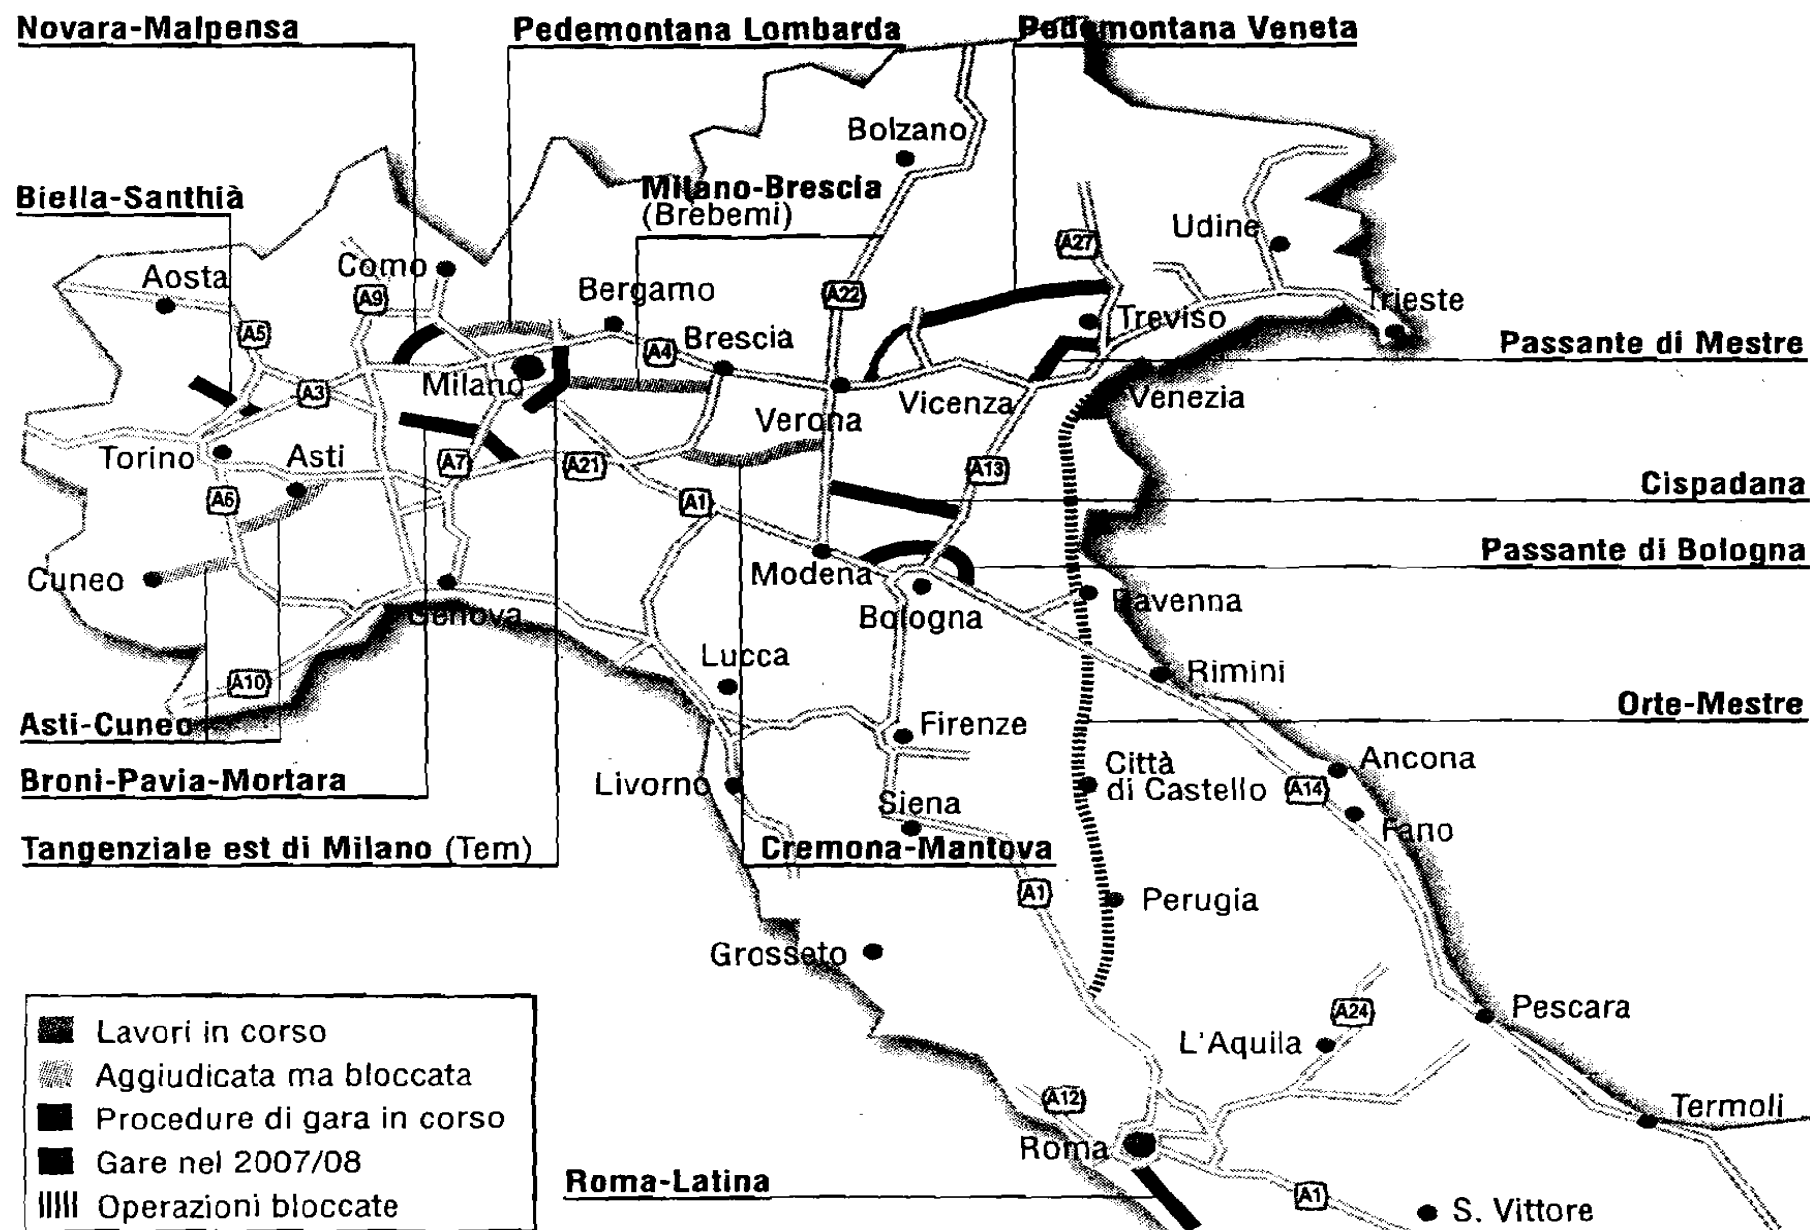 Novara-Malpensa
Pedemontana Lombarda
Pedemontana Veneta
Bolzano
Biella-Santhià
Milano-Brescia
(Brebemi)
Udine
A27
Aosta
Como
A9
Bergamo
A22
Trieste
Treviso
A5
Brescia
A4
Passante di Mestre
Milano
A3
Verona
Vicenza
Venezia
Torino
Asti
A7
A21
A13
Cispadana
A6
A1
Passante di Bologna
Cuneo
Modena
Genova
Bologna
Ravenna
Lucca
Rimini
A10
Orte-Mestre
Asti-Cuneo
Firenze
Ancona
Broni-Pavia-Mortara
Livorno
Città
di Castello
A14
Siena
Fano
Tangenziale est di Milano (Tem)
Cremona-Mantova
A1
Perugia
Grosseto
Pescara
A24
L'Aquila
Lavori in corso
Aggiudicata ma bloccata
Procedure di gara in corso
Gare nel 2007/08
Operazioni bloccate
A12
Termoli
Roma
Roma-Latina
A1
S. Vittore